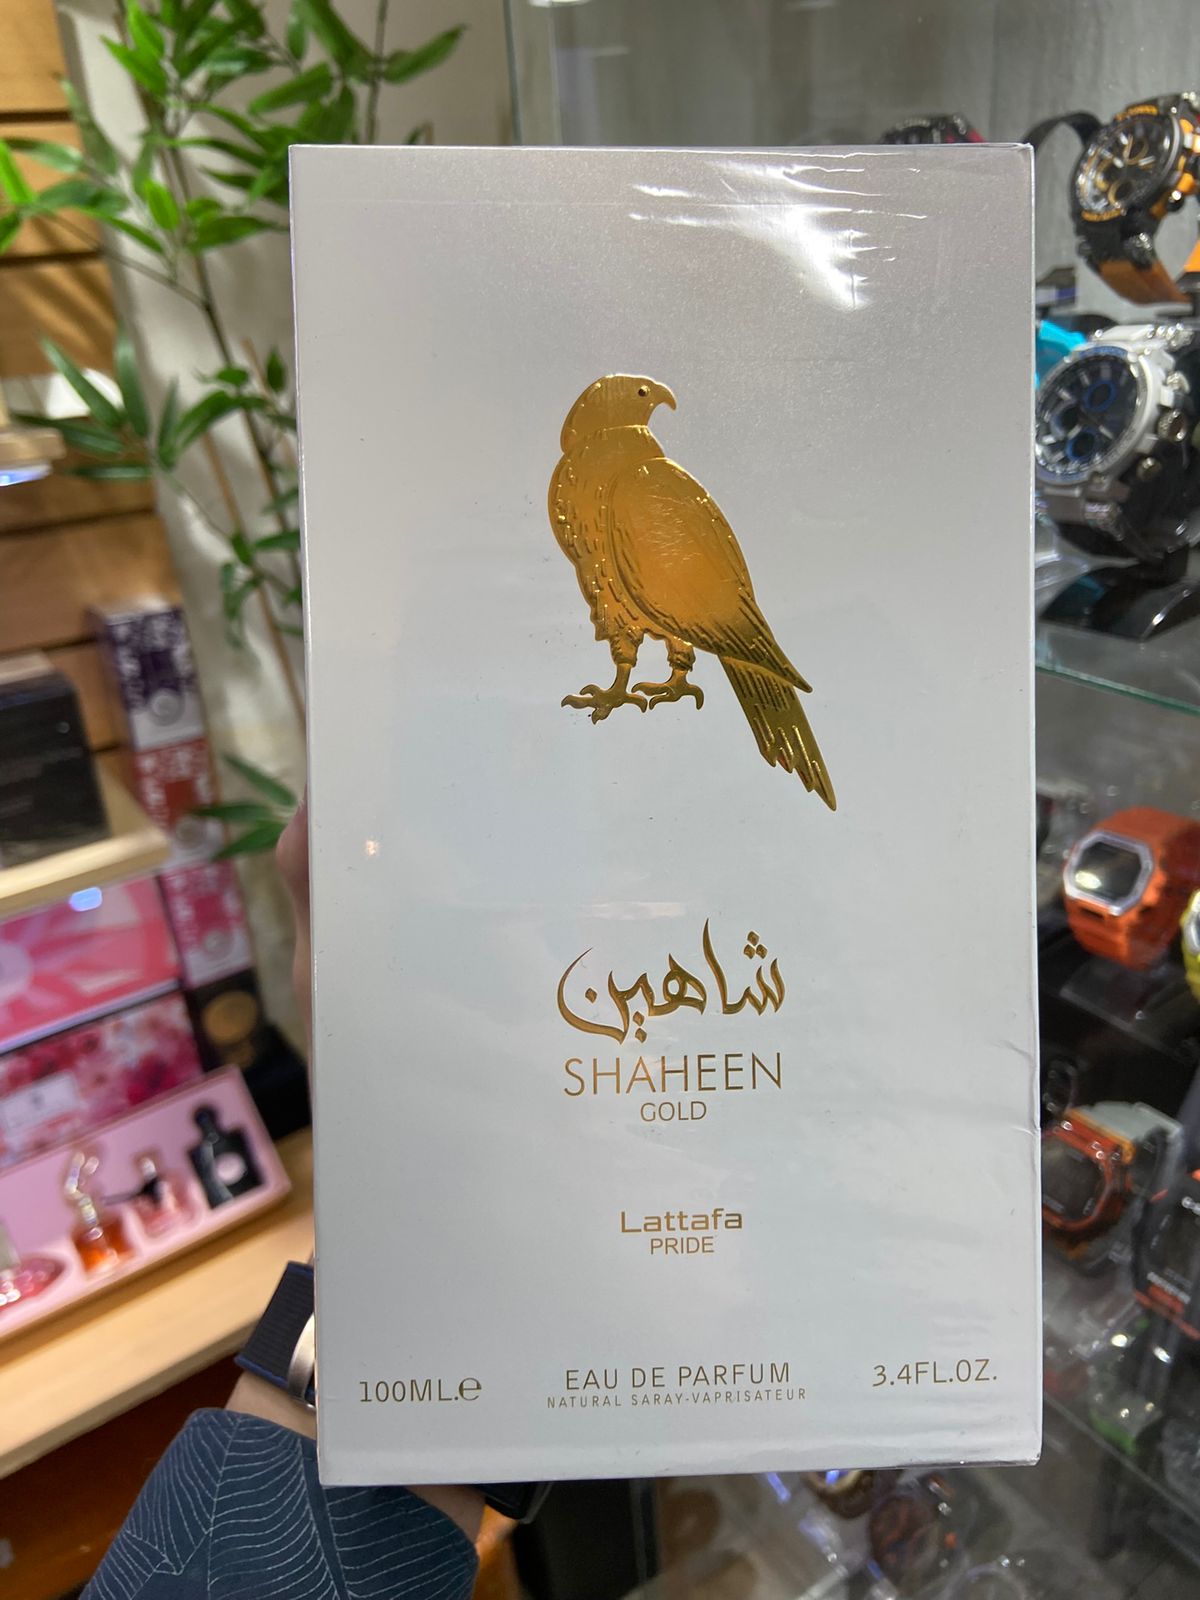 شاهين
SHAHEEN
GOLD
Lattafa
PRIDE
100ML.e
EAU DE PARFUM
3.4FL.OZ.
NATURAL SARAY-VAPRISATEUR